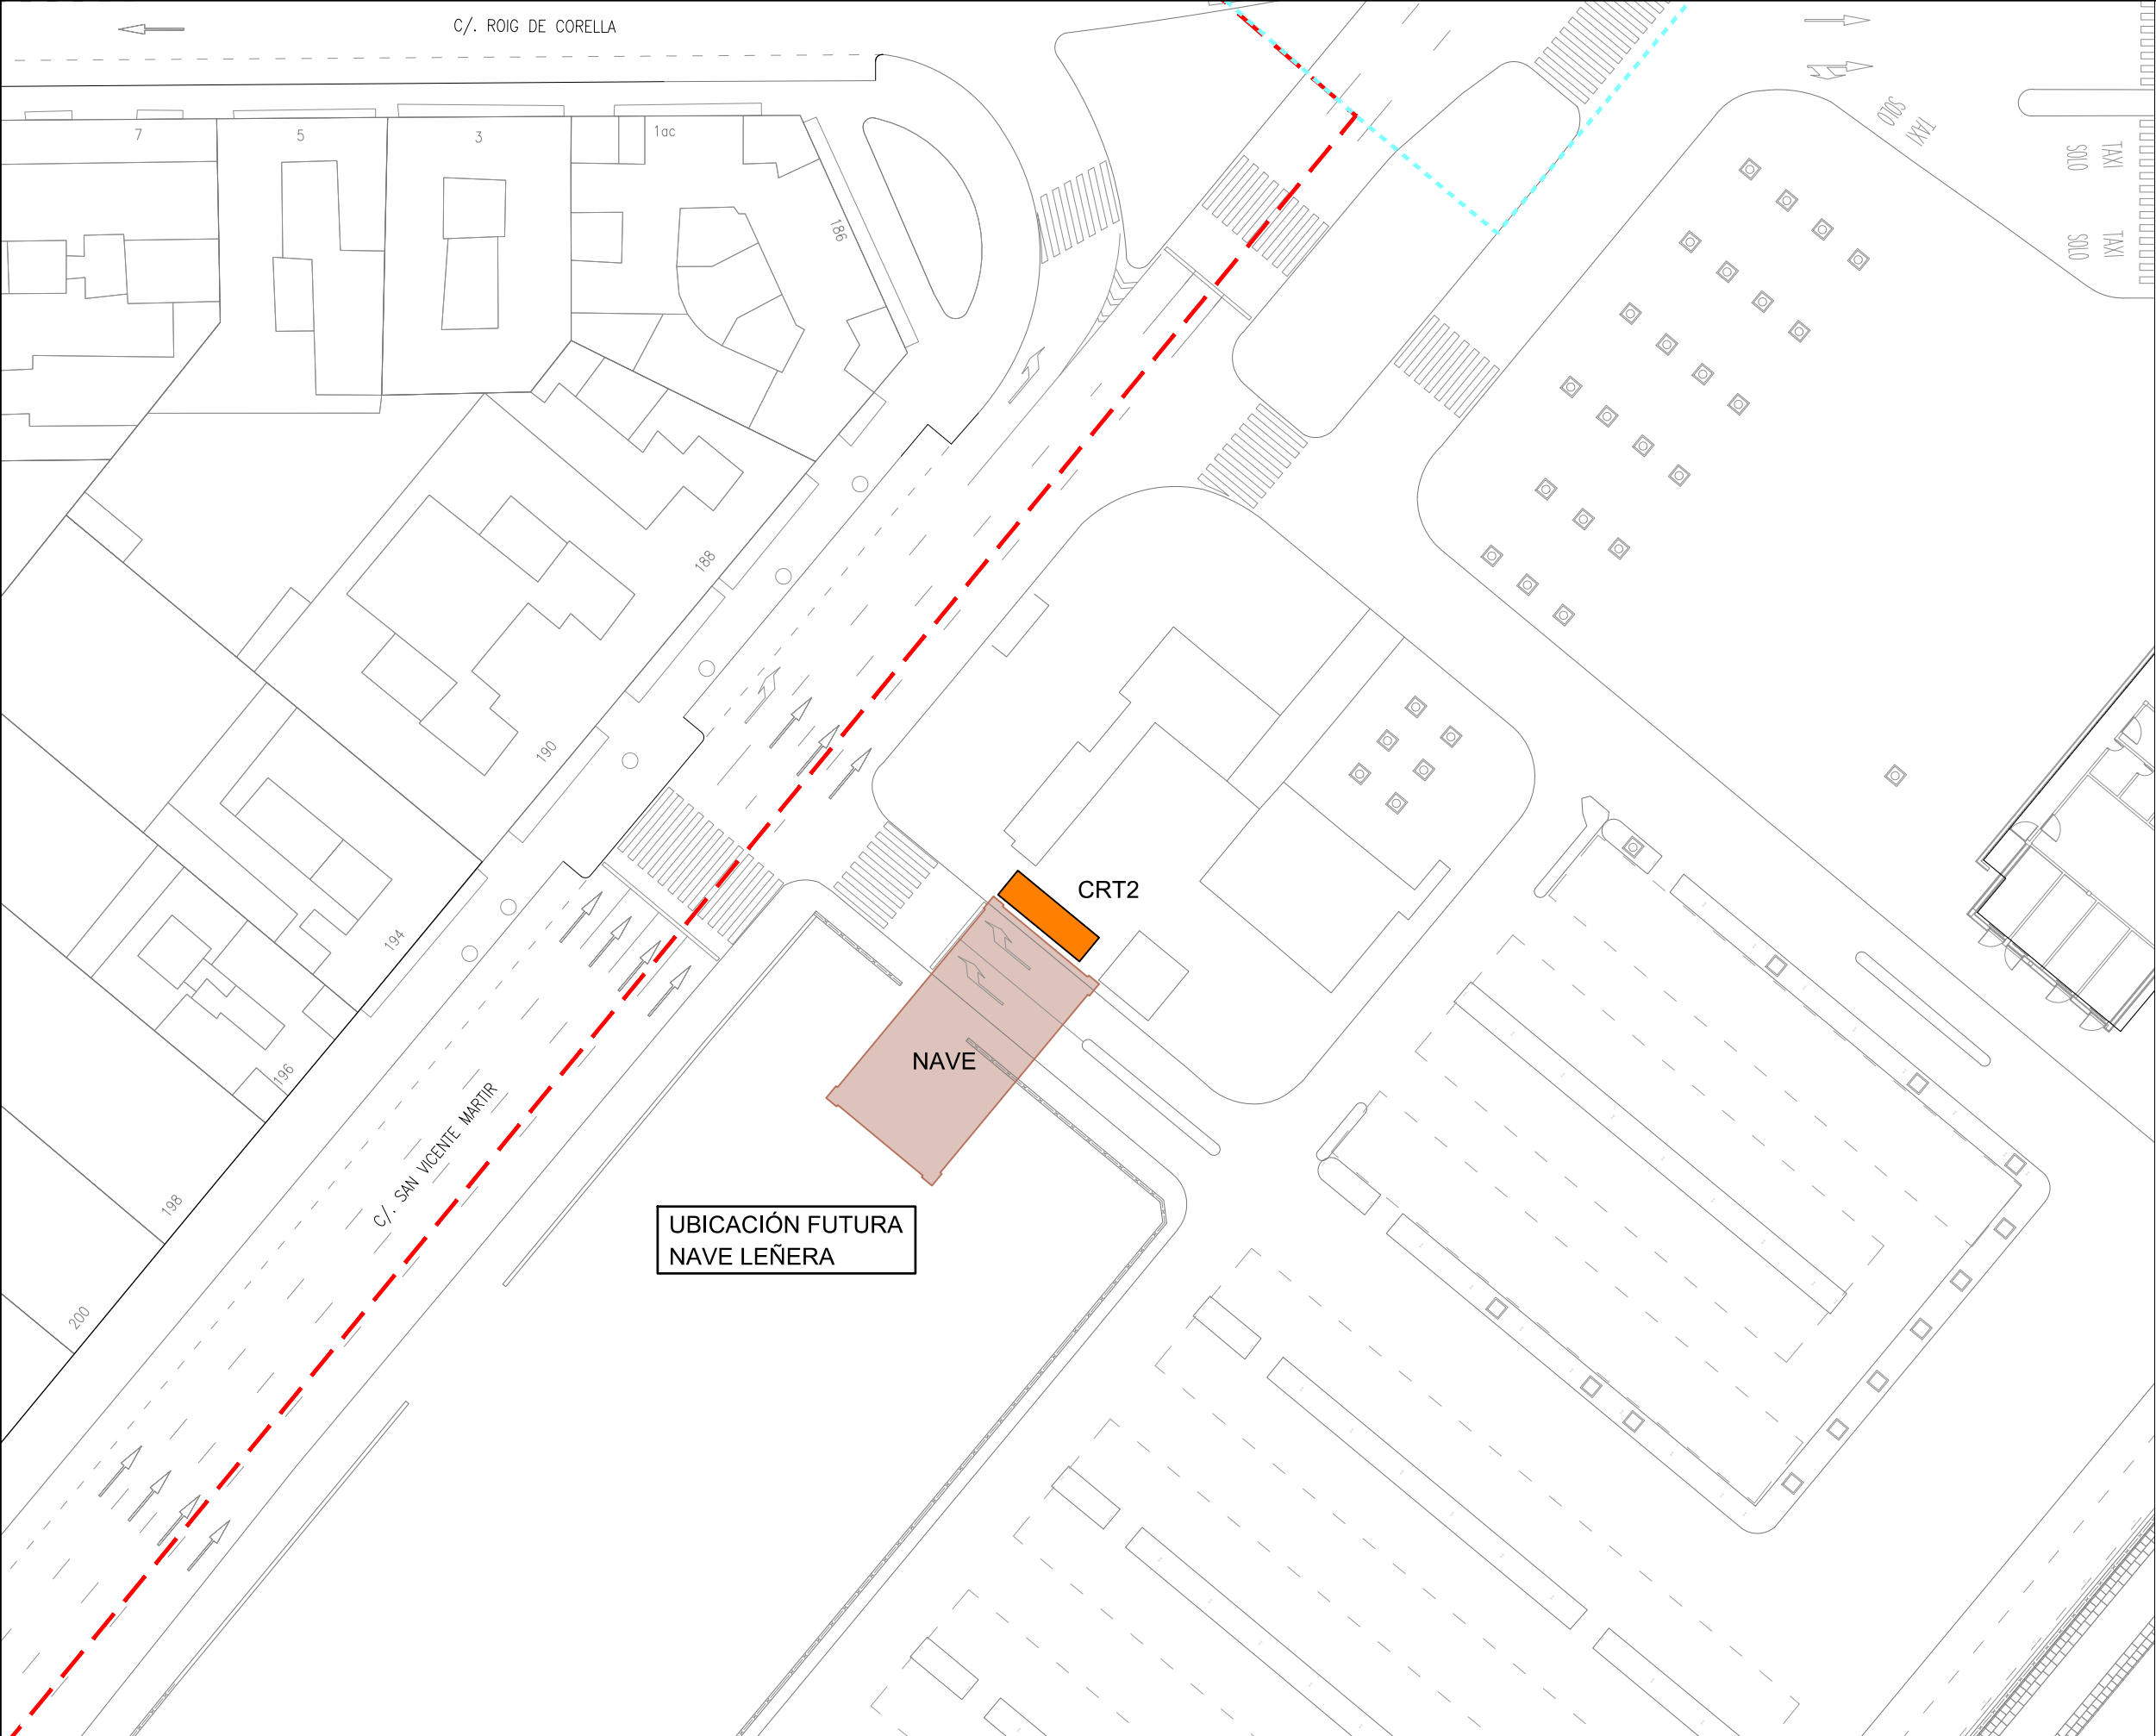 C/. ROIG DE CORELLA
7
5
3
1ac
186
SOLO
TAXI
SOLO
TAXI
SOLO
TAXI
188
190
194
196
198
200
C/. SAN VICENTE MARTIR
CRT2
NAVE
UBICACIÓN FUTURA
NAVE LEÑERA